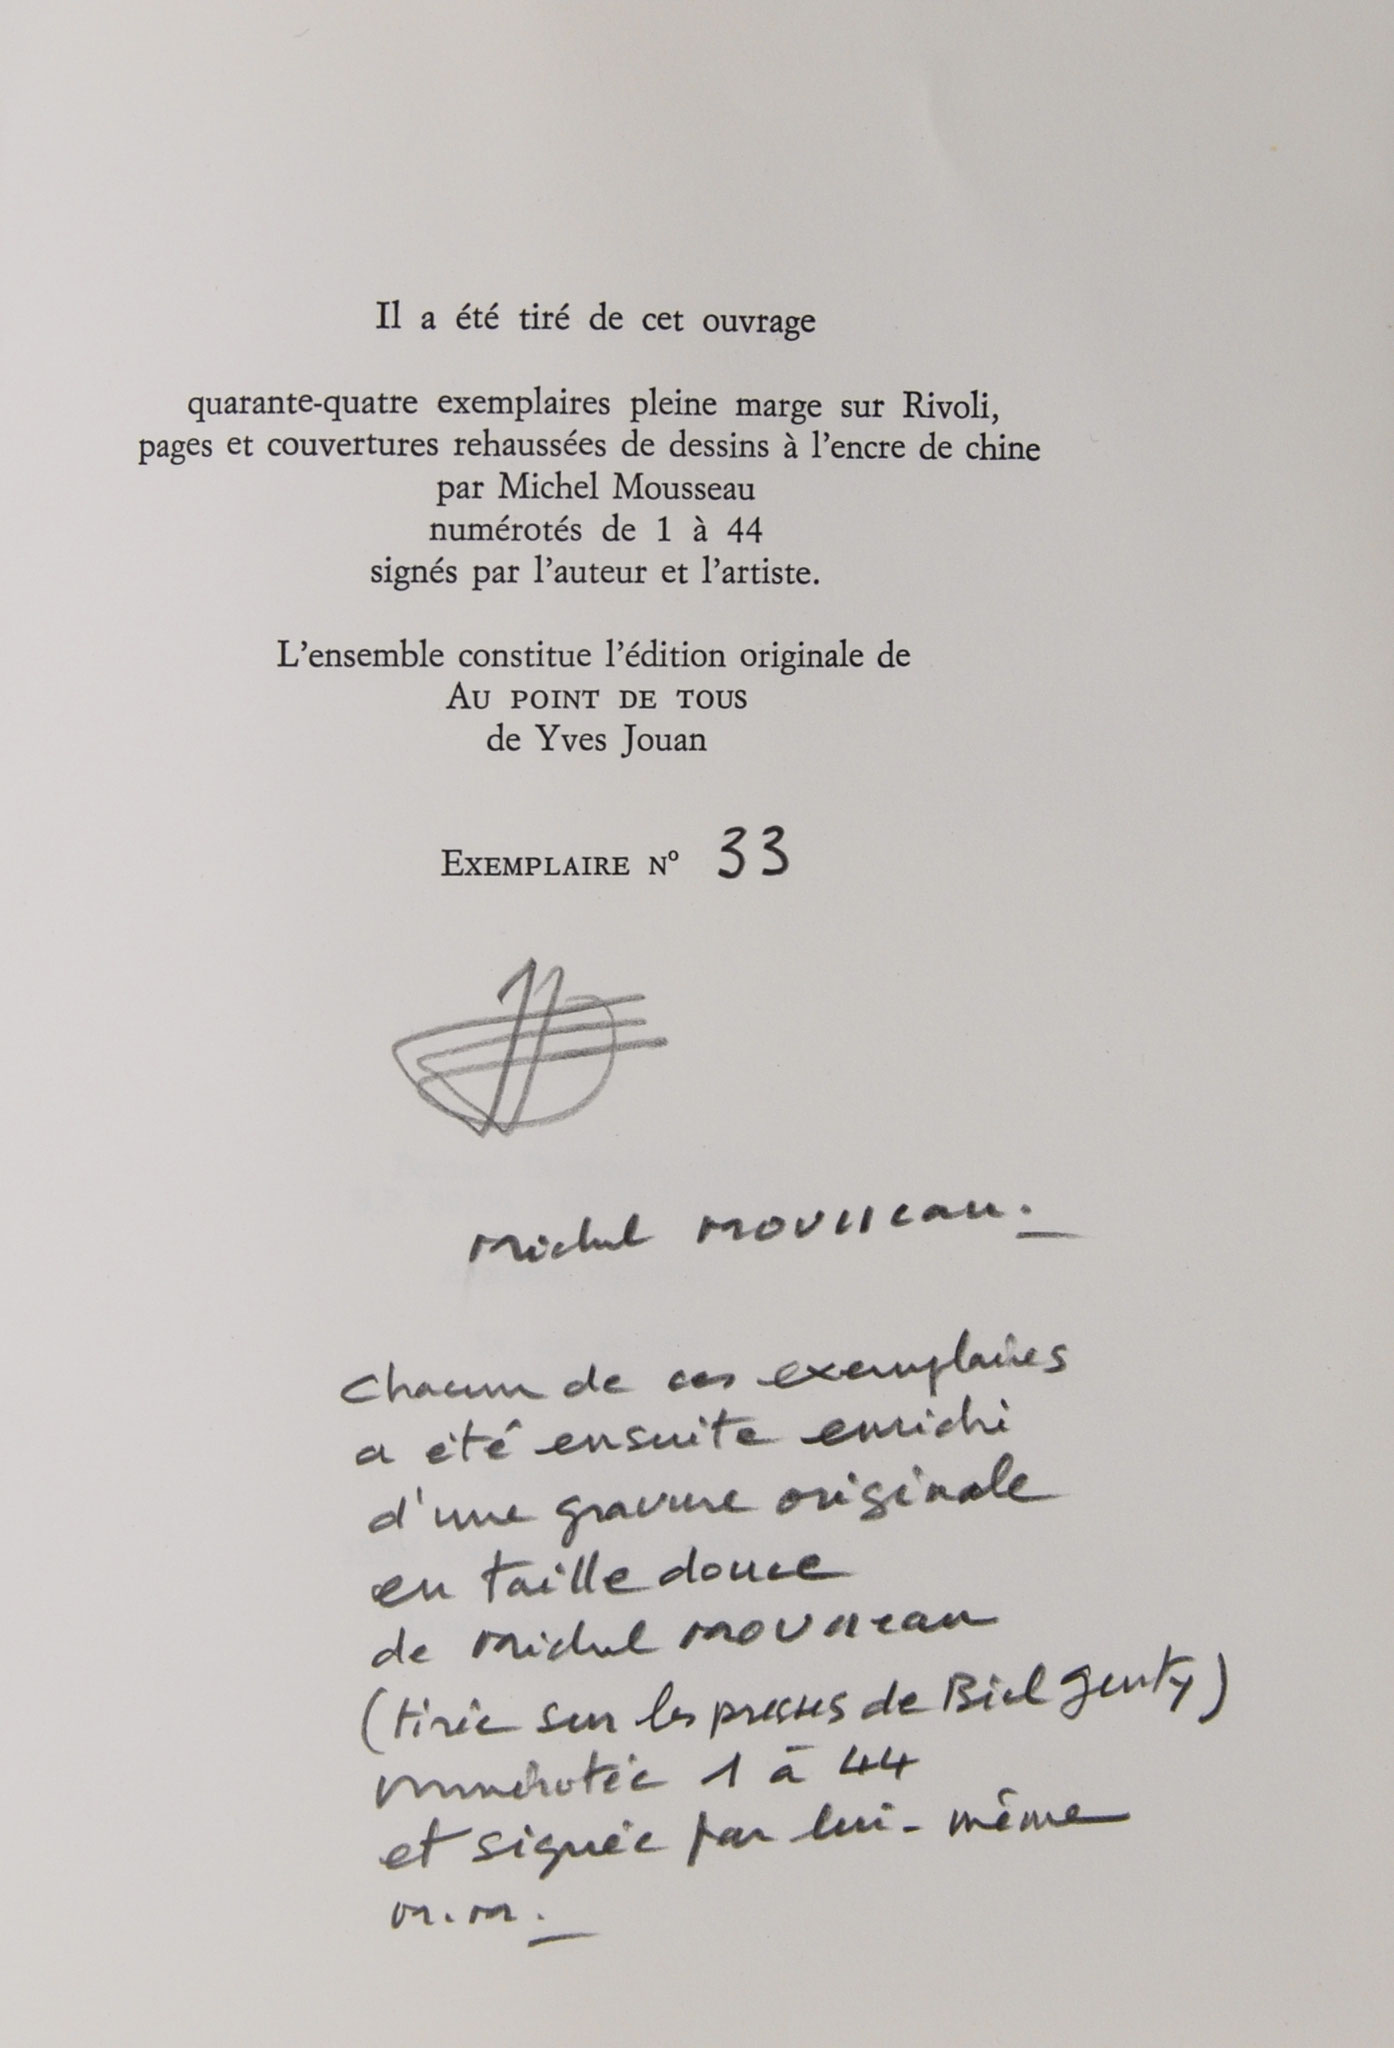 Il a été tiré de cet ouvrage
quarante-quatre exemplaires pleine marge sur Rivoli,
pages et couvertures rehaussées de dessins à l'encre de chine
par Michel Mousseau
numérotés de 1 à 44
signés par l'auteur et l'artiste.
L'ensemble constitue l'édition originale de
AU POINT DE TOUS
de Yves Jouan
EXEMPLAIRE Nº 33
Michel Mousseau.
Chacun de ces exemplaires
a été ensuite enrichi
d'une gravure originale
en taille douce
de Michel Mousseau
(tirée sur les presses de Biel Genty)
numérotée 1 à 44
et signée par lui-même
m.m.